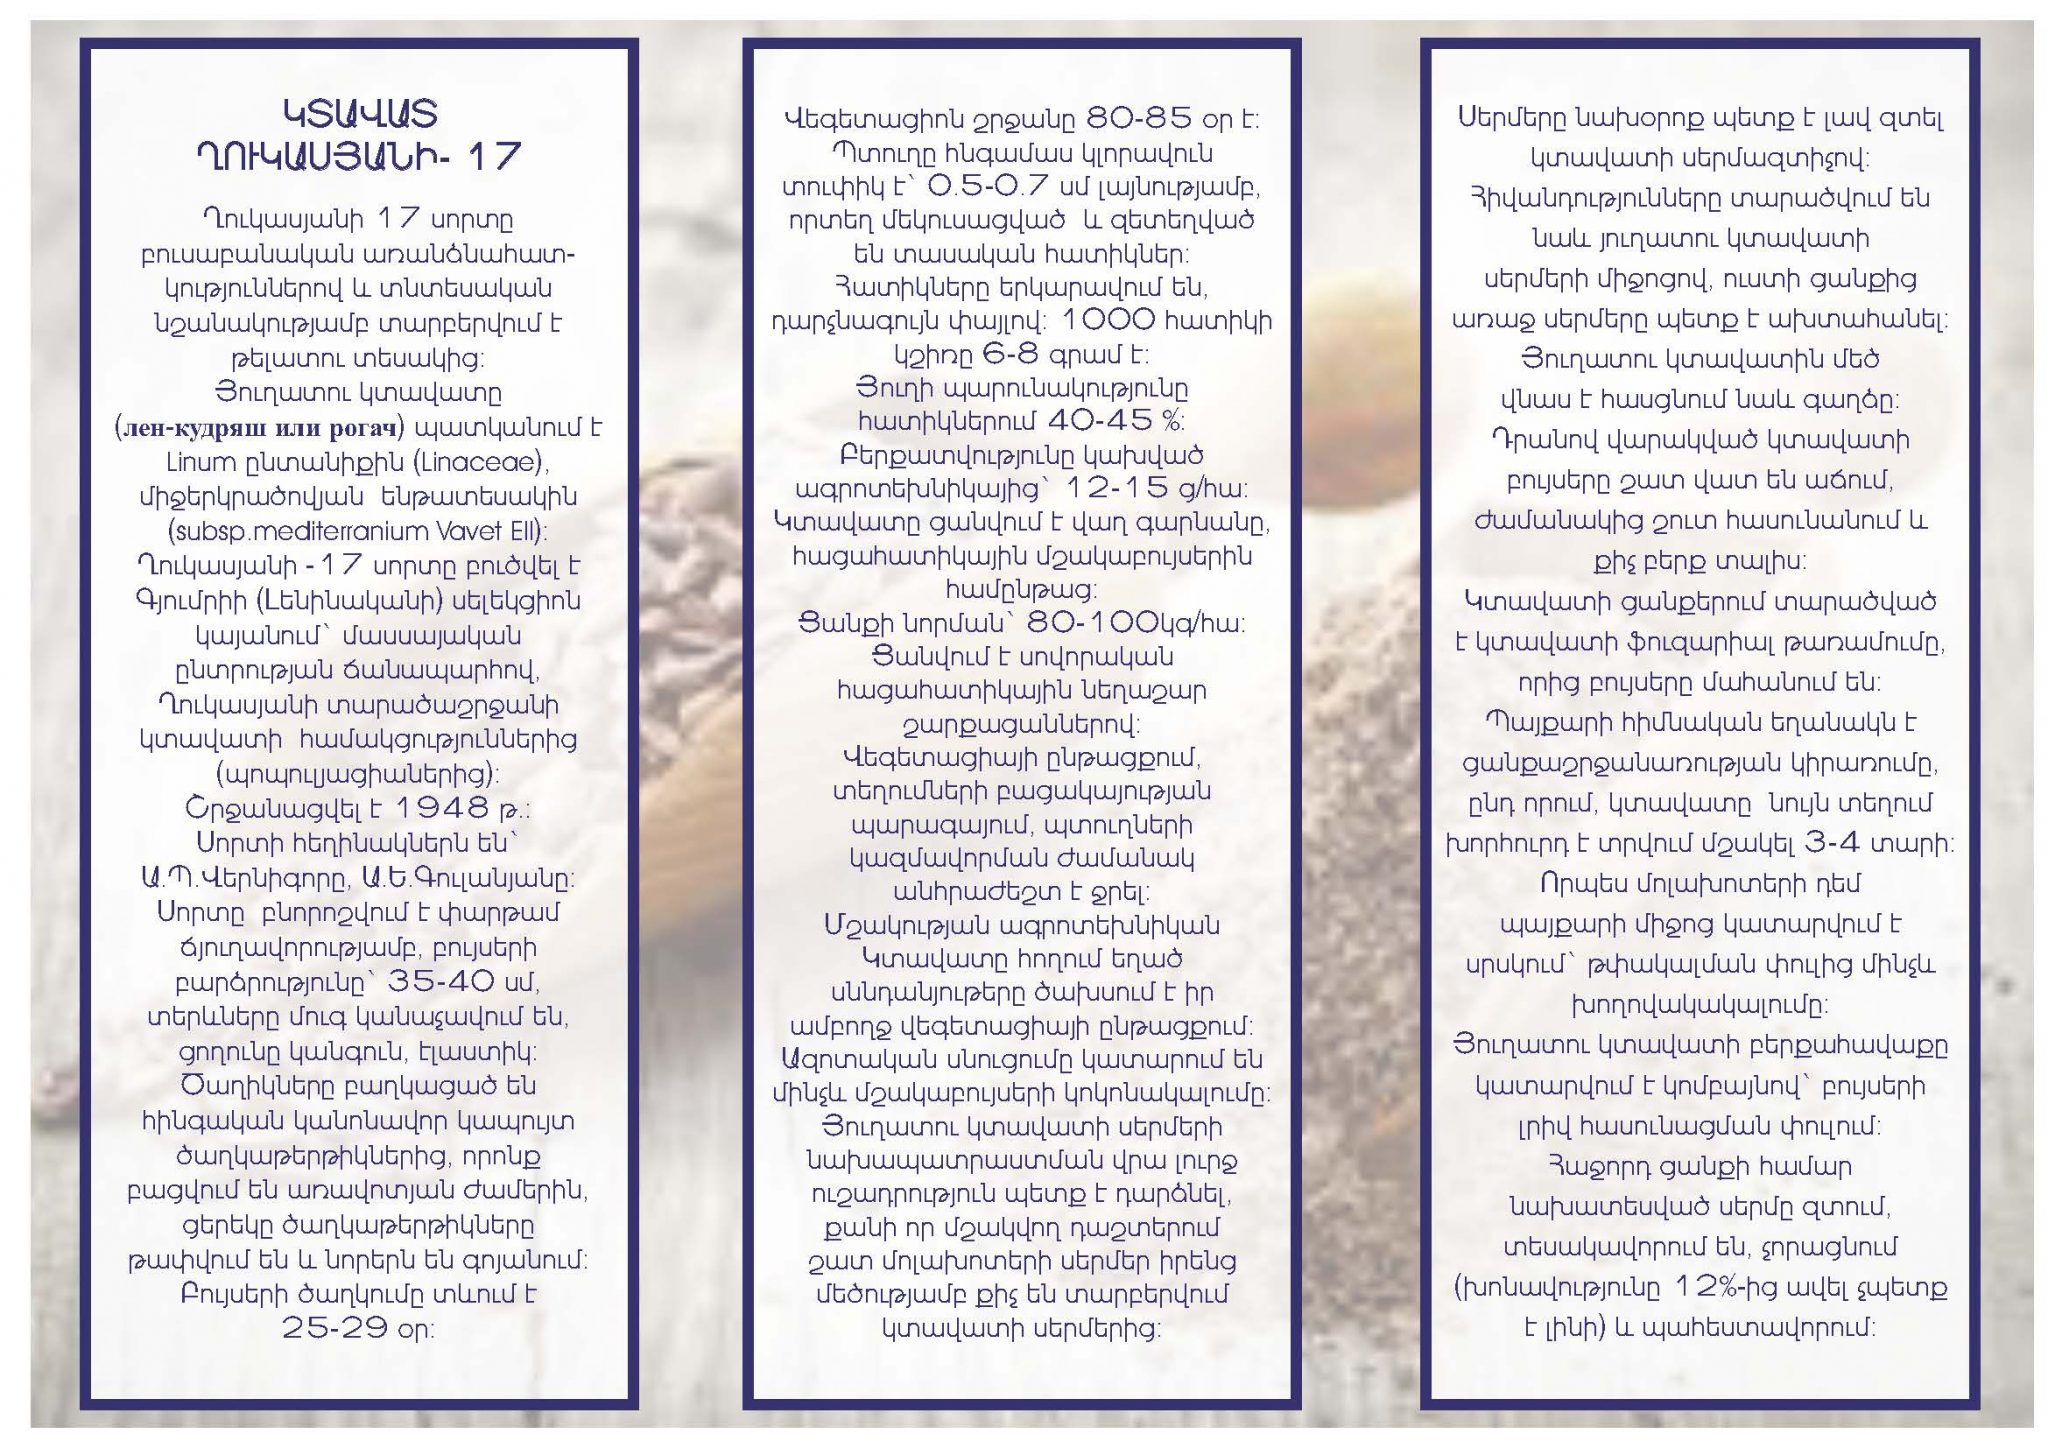 ԿՏԱՎԱՏ
ՂՈՒԿԱՍՅԱՆԻ- 17
Ղուկասյանի 17 սորտը
բուսաբանական առանձնահատ-
կություններով և տնտեսական
նշանակությամբ տարբերվում է
թելատու տեսակից:
Յուղատու կտավատը
(лен-кудряш или рогач) պատկանում է
Linum ընտանիքին (Linaceae),
միջերկրածովյան ենթատեսակին
(subsp.mediterranium Vavet Ell):
Ղուկասյանի -17 սորտը բուծվել է
Գյումրիի (Լենինականի) սելեկցիոն
կայանում` մասսայական
ընտրության ճանապարհով,
Ղուկասյանի տարածաշրջանի
կտավատի համակցություններից
(պոպուլյացիաներից):
Շրջանացվել է 1948 թ.:
Սորտի հեղինակներն են`
Ա.Պ.Վերնիգորը, Ա.Ե.Գուլանյանը:
Սորտը բնորոշվում է փարթամ
ճյուղավորությամբ, բույսերի
բարձրությունը` 35-40 սմ,
տերևները մուգ կանաչավում են,
ցողունը կանգուն, էլաստիկ:
Ծաղիկները բաղկացած են
հինգական կանոնավոր կապույտ
ծաղկաթերթիկներից, որոնք
բացվում են առավոտյան ժամերին,
ցերեկը ծաղկաթերթիկները
թափվում են և նորերն են գոյանում:
Բույսերի ծաղկումը տևում է
25-29 օր:
Վեգետացիոն շրջանը 80-85 օր է:
Պտուղը հնգամաս կլորավուն
տուփիկ է` 0.5-0.7 սմ լայնությամբ,
որտեղ մեկուսացված և զետեղված
են տասական հատիկներ:
Հատիկները երկարավում են,
դարչնագույն փայլով: 1000 հատիկի
կշիռը 6-8 գրամ է:
Յուղի պարունակությունը
հատիկներում 40-45 %:
Բերքատվությունը կախված
ագրոտեխնիկայից` 12-15 ց/հա:
Կտավատը ցանվում է վաղ գարնանը,
հացահատիկային մշակաբույսերին
համընթաց:
Ցանքի նորման` 80-100կգ/հա:
Ցանվում է սովորական
հացահատիկային նեղաշար
շարքացաններով:
Վեգետացիայի ընթացքում,
տեղումների բացակայության
պարագայում, պտուղների
կազմավորման ժամանակ
անհրաժեշտ է ջրել:
Մշակության ագրոտեխնիկան
Կտավատը հողում եղած
սննդանյութերը ծախսում է իր
ամբողջ վեգետացիայի ընթացքում:
Ազոտական սնուցումը կատարում են
մինչև մշակաբույսերի կոկոնակալումը:
Յուղատու կտավատի սերմերի
նախապատրաստման վրա լուրջ
ուշադրություն պետք է դարձնել,
քանի որ մշակվող դաշտերում
շատ մոլախոտերի սերմեր իրենց
մեծությամբ քիչ են տարբերվում
կտավատի սերմերից:
Սերմերը նախօրոք պետք է լավ զտել
կտավատի սերմազտիչով:
Հիվանդությունները տարածվում են
նաև յուղատու կտավատի
սերմերի միջոցով, ուստի ցանքից
առաջ սերմերը պետք է ախտահանել:
Յուղատու կտավատին մեծ
վնաս է հասցնում նաև գաղձը:
Դրանով վարակված կտավատի
բույսերը շատ վատ են աճում,
ժամանակից շուտ հասունանում և
քիչ բերք տալիս:
Կտավատի ցանքերում տարածված
է կտավատի ֆուզարիալ թառամումը,
որից բույսերը մահանում են:
Պայքարի հիմնական եղանակն է
ցանքաշրջանառության կիրառումը,
ընդ որում, կտավատը նույն տեղում
խորհուրդ է տրվում մշակել 3-4 տարի:
Որպես մոլախոտերի դեմ
պայքարի միջոց կատարվում է
սրսկում` թփակալման փուլից մինչև
խողովակակալումը:
Յուղատու կտավատի բերքահավաքը
կատարվում է կոմբայնով` բույսերի
լրիվ հասունացման փուլում:
Հաջորդ ցանքի համար
նախատեսված սերմը զտում,
տեսակավորում են, չորացնում
(խոնավությունը 12%-ից ավել չպետք
է լինի) և պահեստավորում: